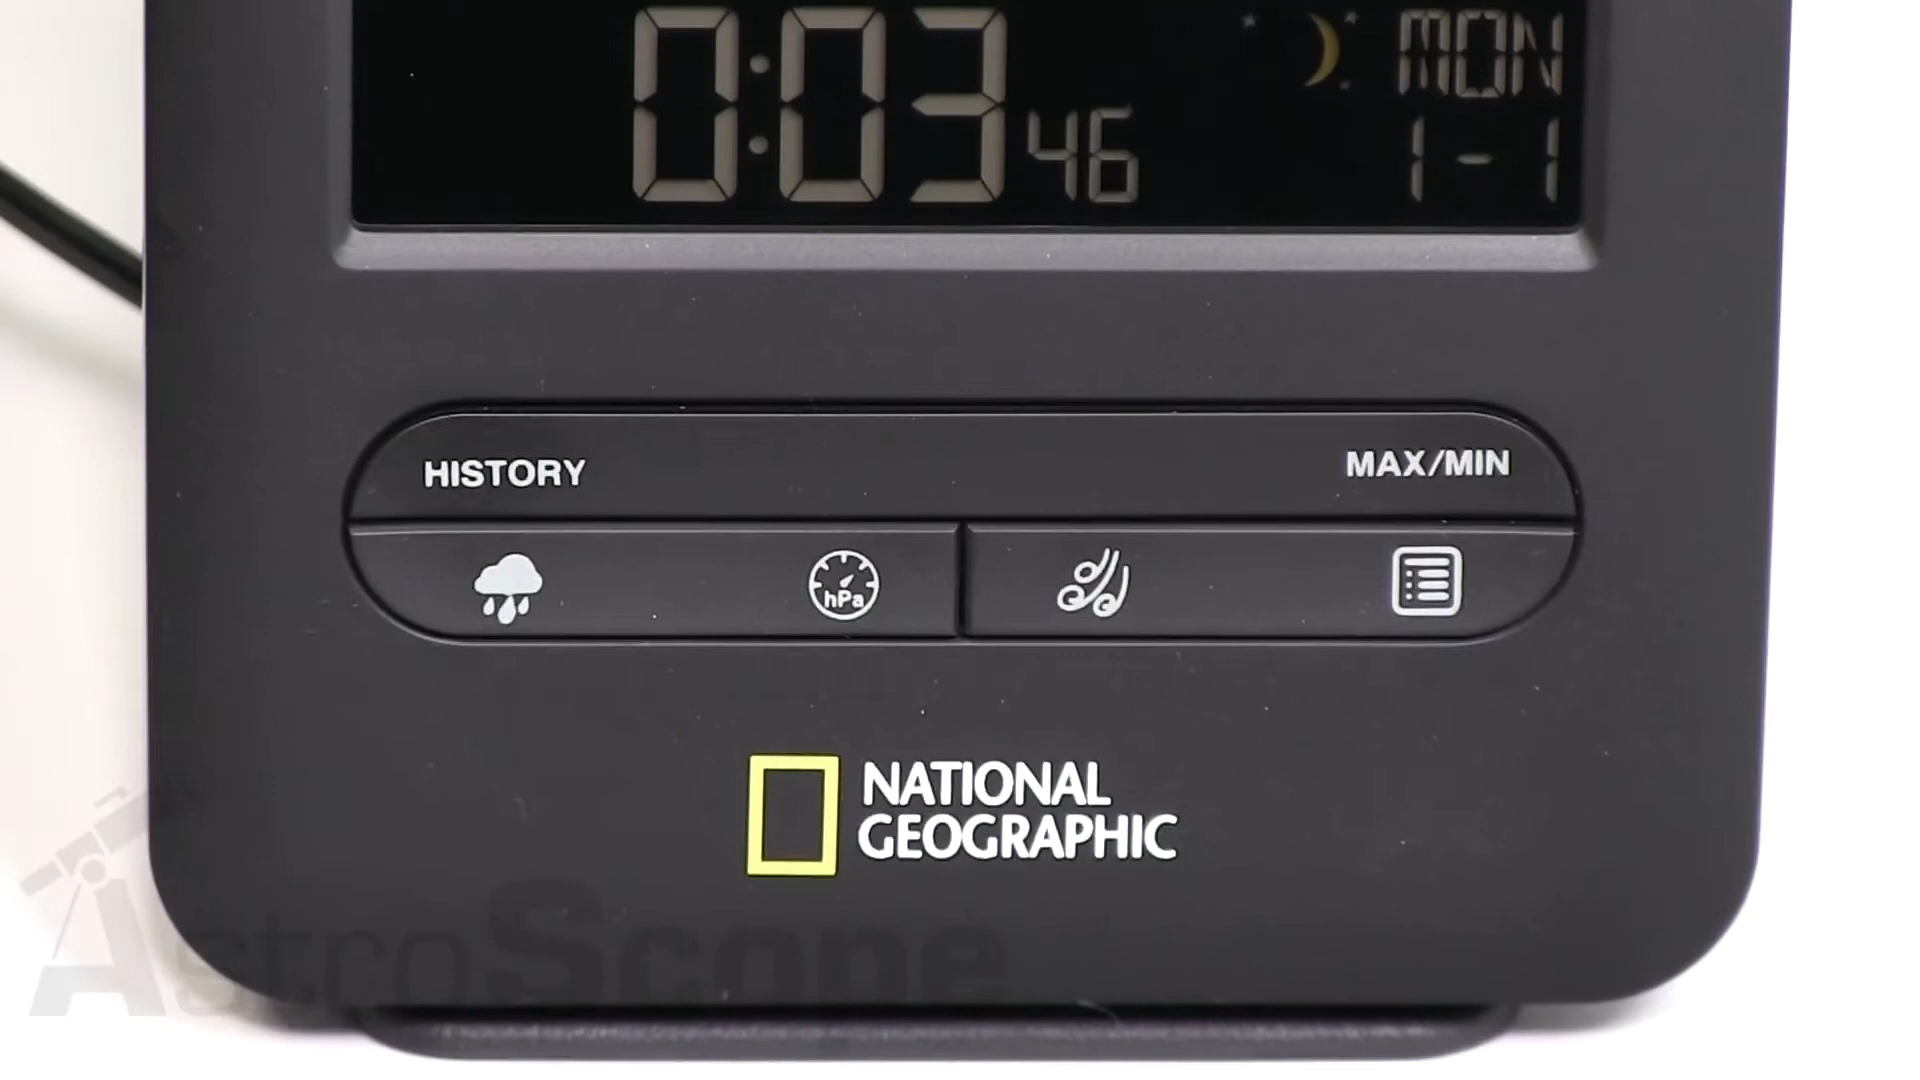 0:03 46
MON
1-1
HISTORY
MAX/MIN
hPa
NATIONAL
GEOGRAPHIC
AstroScope